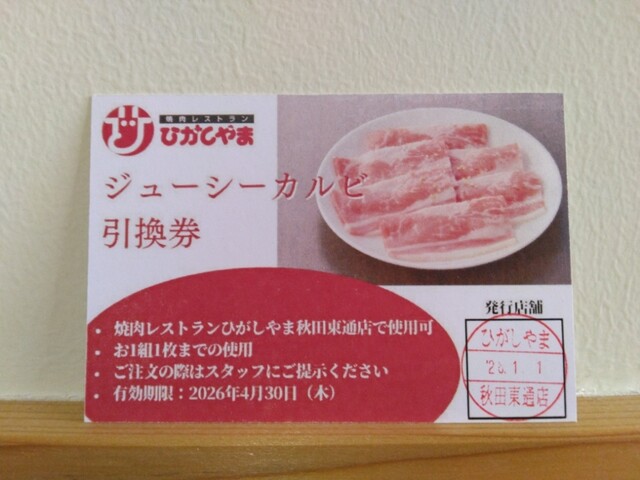 焼肉レストラン
ひがしやま
ジューシーカルビ
引換券
・ 焼肉レストランひがしやま秋田東通店で使用可
・ お1組1枚までの使用
・ ご注文の際はスタッフにご提示ください
・ 有効期限：2026年4月30日（木）
発行店舗
ひがしやま
'26.1.1
秋田東通店